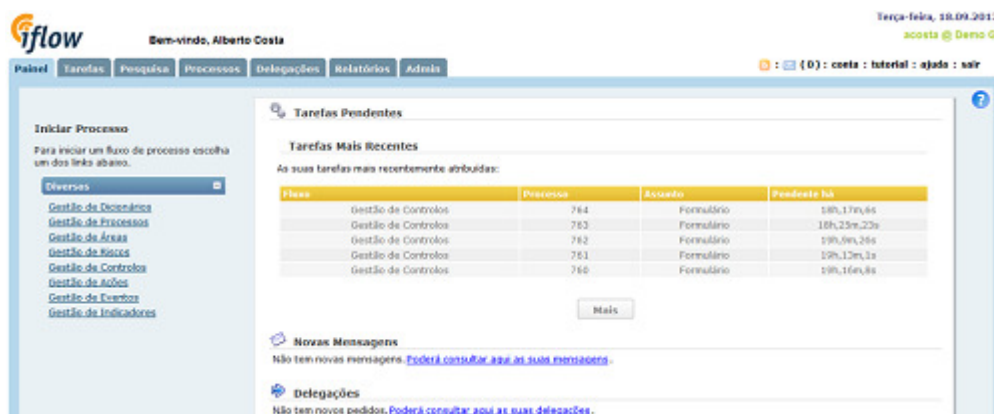 iflow
Bem-vindo, Alberto Costa
Terça-feira, 18.09.201
acosta @ Demo
Painel Tarefas Pesquisa Processos Delegações Relatórios Admin
: (0) : conta : tutorial : ajuda : sair
Iniciar Processo
Para iniciar um fluxo de processo escolha
um dos links abaixo.
Diversos
Gestão de Dicionários
Gestão de Processos
Gestão de Áreas
Gestão de Riscos
Gestão de Controlos
Gestão de Ações
Gestão de Eventos
Gestão de Indicadores
Tarefas Pendentes
Tarefas Mais Recentes
As suas tarefas mais recentemente atribuídas:
Fluxo Processo Assunto Pendente há
Gestão de Controlos 764 Formulário 18h,17m,6s
Gestão de Controlos 763 Formulário 18h,25m,23s
Gestão de Controlos 762 Formulário 19h,9m,26s
Gestão de Controlos 761 Formulário 19h,13m,1s
Gestão de Controlos 760 Formulário 19h,16m,8s
Mais
Novas Mensagens
Não tem novas mensagens. Poderá consultar aqui as suas mensagens.
Delegações
Não tem novos pedidos. Poderá consultar aqui as suas delegações.